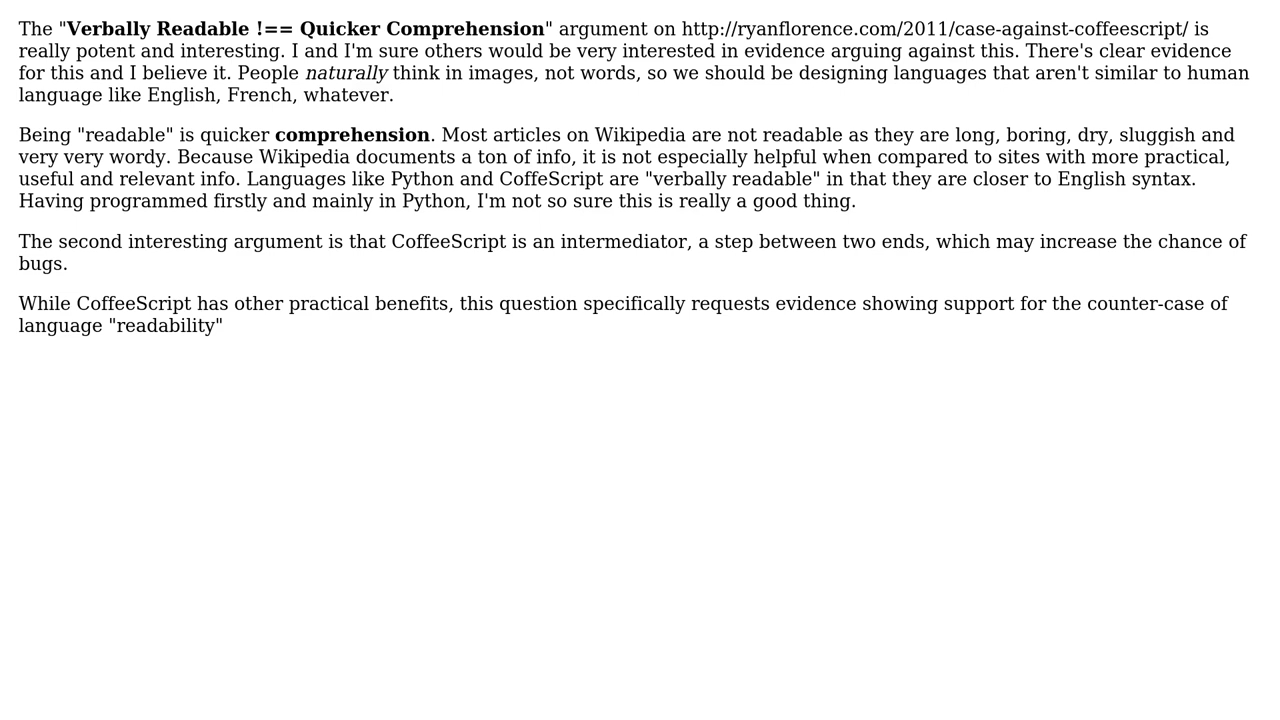 The "Verbally Readable !== Quicker Comprehension" argument on http://ryanflorence.com/2011/case-against-coffeescript/ is
really potent and interesting. I and I'm sure others would be very interested in evidence arguing against this. There's clear evidence
for this and I believe it. People naturally think in images, not words, so we should be designing languages that aren't similar to human
language like English, French, whatever.
Being "readable" is quicker comprehension. Most articles on Wikipedia are not readable as they are long, boring, dry, sluggish and
very very wordy. Because Wikipedia documents a ton of info, it is not especially helpful when compared to sites with more practical,
useful and relevant info. Languages like Python and CoffeScript are "verbally readable" in that they are closer to English syntax.
Having programmed firstly and mainly in Python, I'm not so sure this is really a good thing.
The second interesting argument is that CoffeeScript is an intermediator, a step between two ends, which may increase the chance of
bugs.
While CoffeeScript has other practical benefits, this question specifically requests evidence showing support for the counter-case of
language "readability"